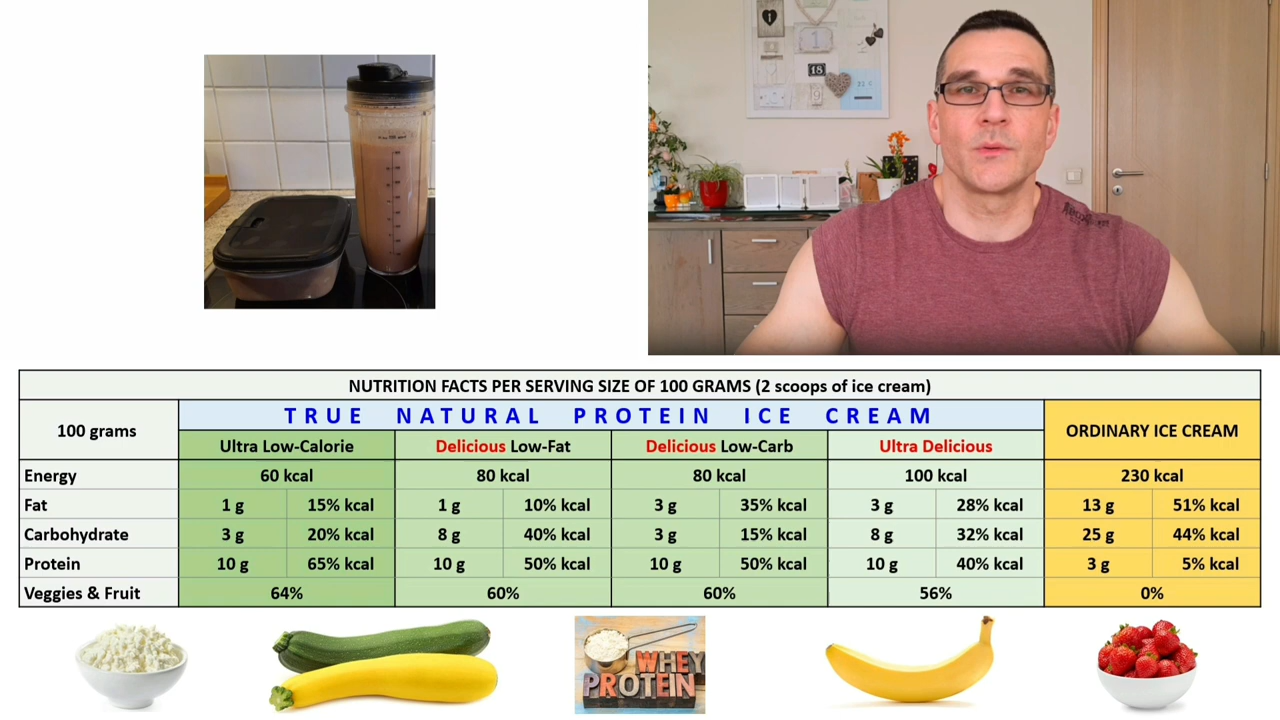 1
18
NUTRITION FACTS PER SERVING SIZE OF 100 GRAMS (2 scoops of ice cream)
100 grams
TRUE NATURAL PROTEIN ICE CREAM
ORDINARY ICE CREAM
Ultra Low-Calorie
Delicious Low-Fat
Delicious Low-Carb
Ultra Delicious
Energy 60 kcal 80 kcal 80 kcal 100 kcal 230 kcal
Fat 1 g 15% kcal 1 g 10% kcal 3 g 35% kcal 3 g 28% kcal 13 g 51% kcal
Carbohydrate 3 g 20% kcal 8 g 40% kcal 3 g 15% kcal 8 g 32% kcal 25 g 44% kcal
Protein 10 g 65% kcal 10 g 50% kcal 10 g 50% kcal 10 g 40% kcal 3 g 5% kcal
Veggies & Fruit 64% 60% 60% 56% 0%
WHEY
PROTEIN